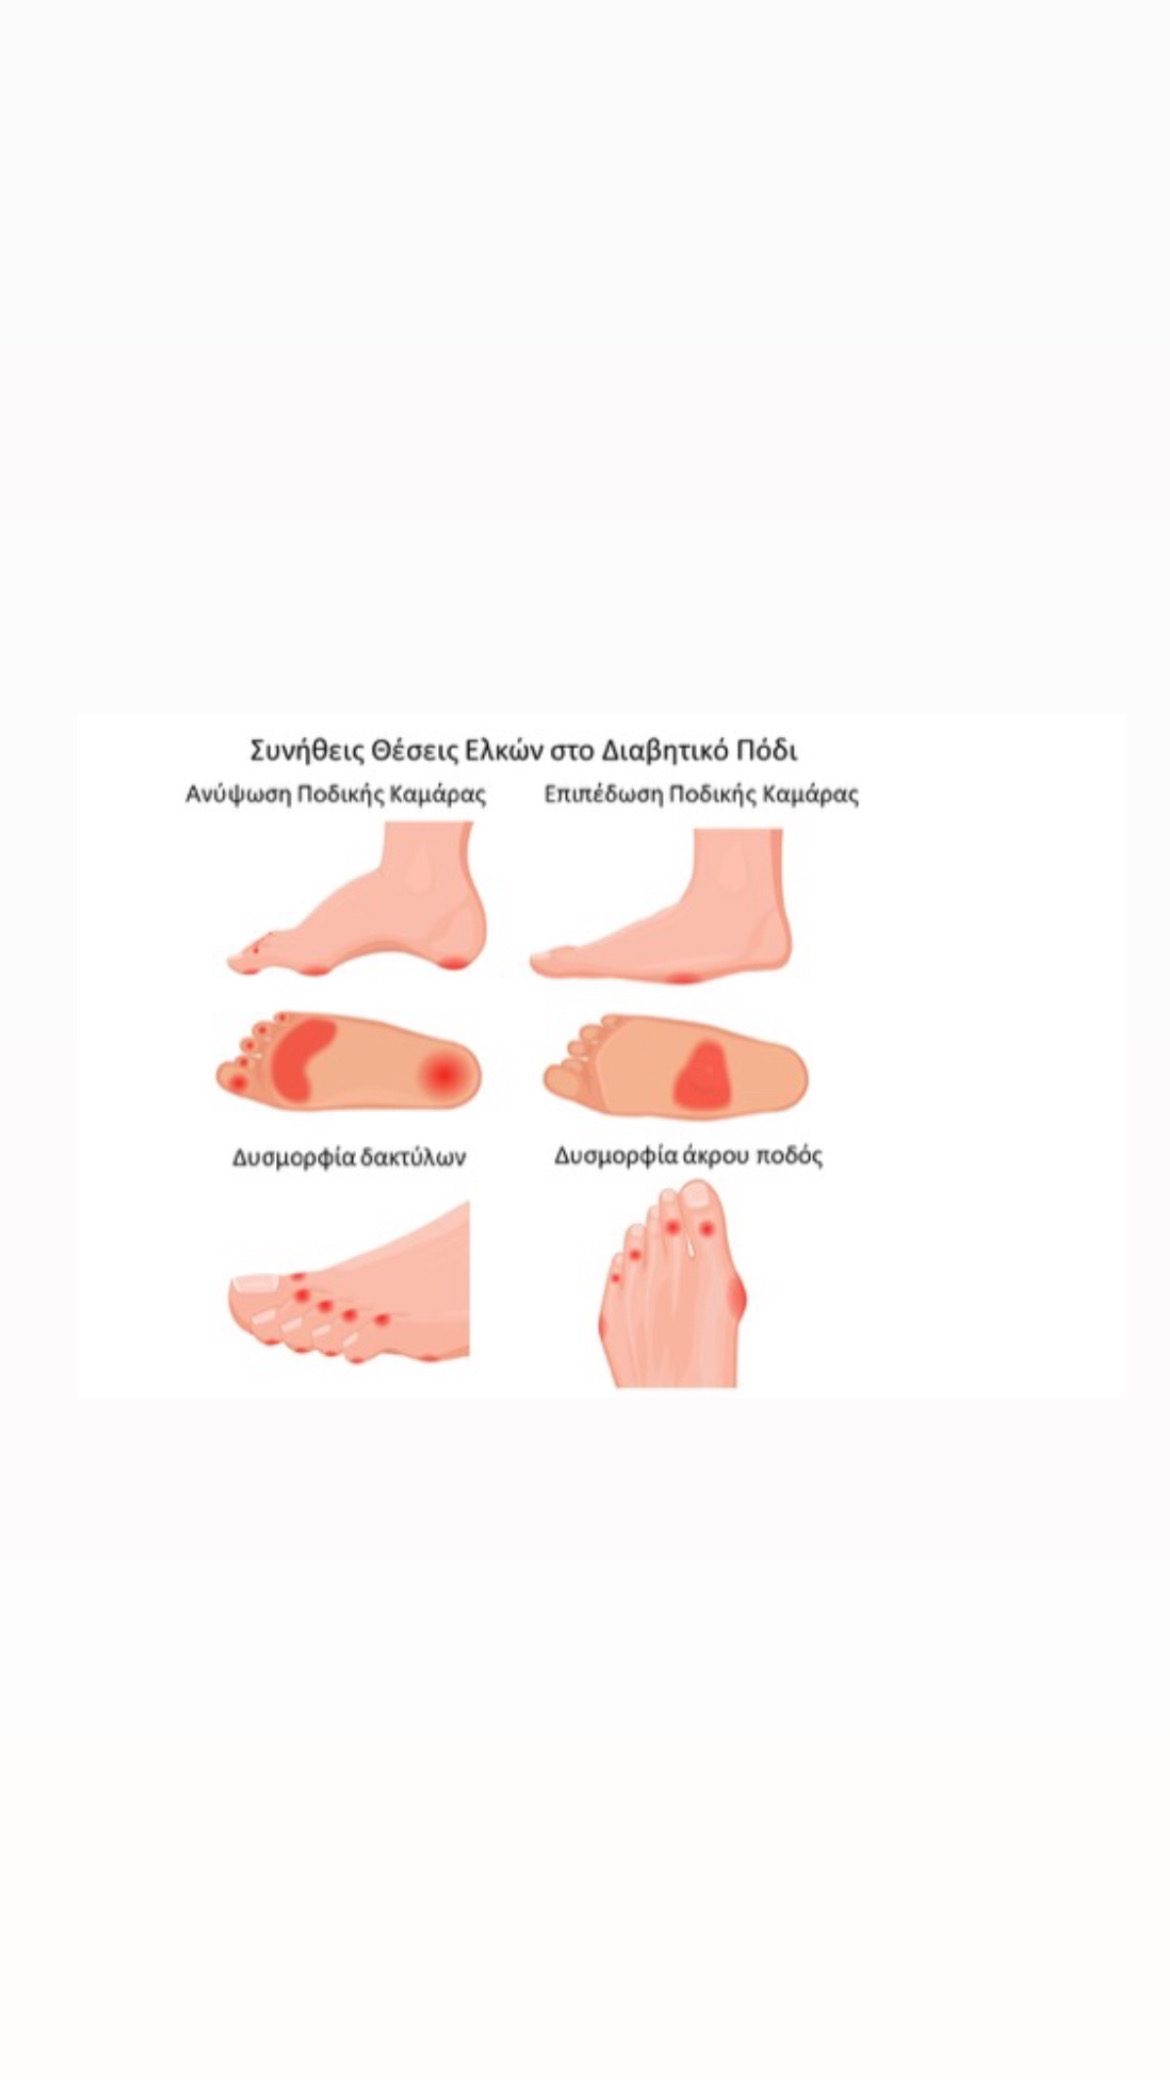 Συνήθεις Θέσεις Ελκών στο Διαβητικό Πόδι
Ανύψωση Ποδικής Καμάρας
Επιπέδωση Ποδικής Καμάρας
Δυσμορφία δακτύλων
Δυσμορφία άκρου ποδός